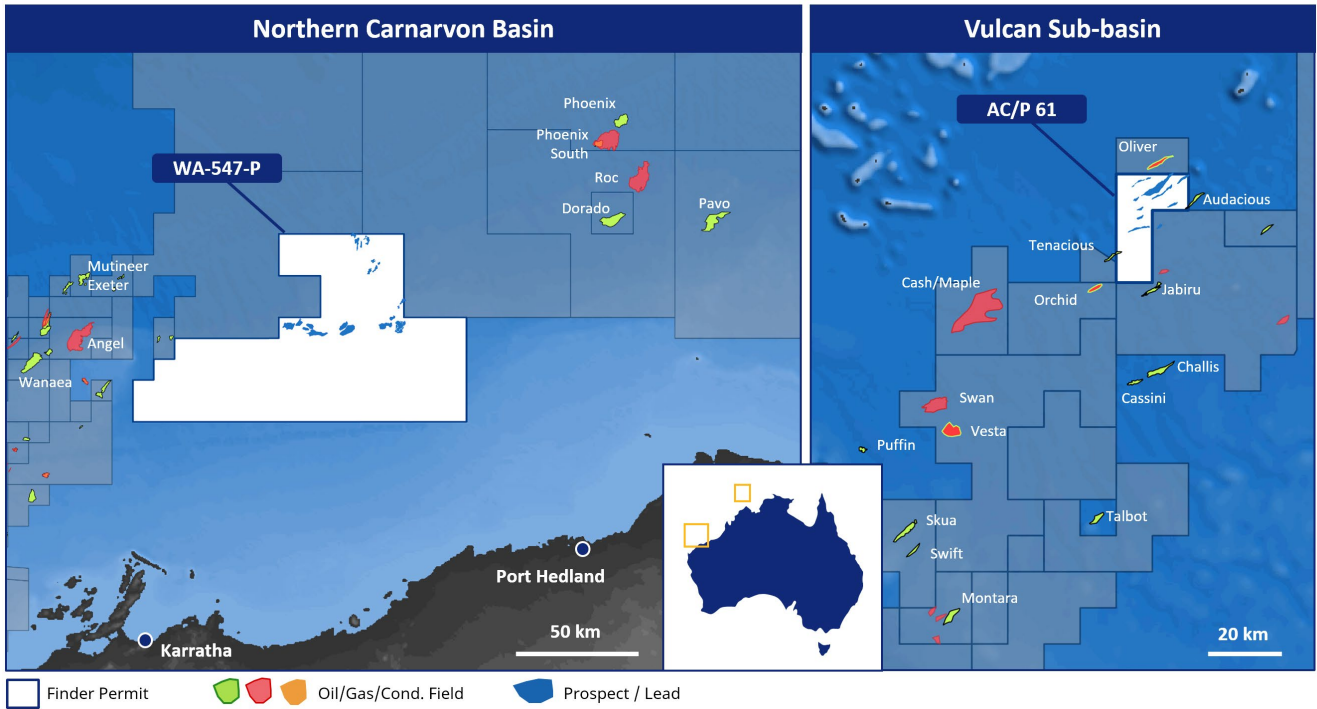 Northern Carnarvon Basin
Phoenix
Phoenix
South
WA-547-P
Roc
Dorado
Pavo
Mutineer
Exeter
Angel
Wanaea
Port Hedland
50 km
Karratha
Vulcan Sub-basin
AC/P 61
Oliver
Audacious
Tenacious
Cash/Maple
Orchid
Jabiru
Challis
Cassini
Swan
Vesta
Puffin
Talbot
Skua
Swift
Montara
20 km
Finder Permit
Oil/Gas/Cond. Field
Prospect / Lead